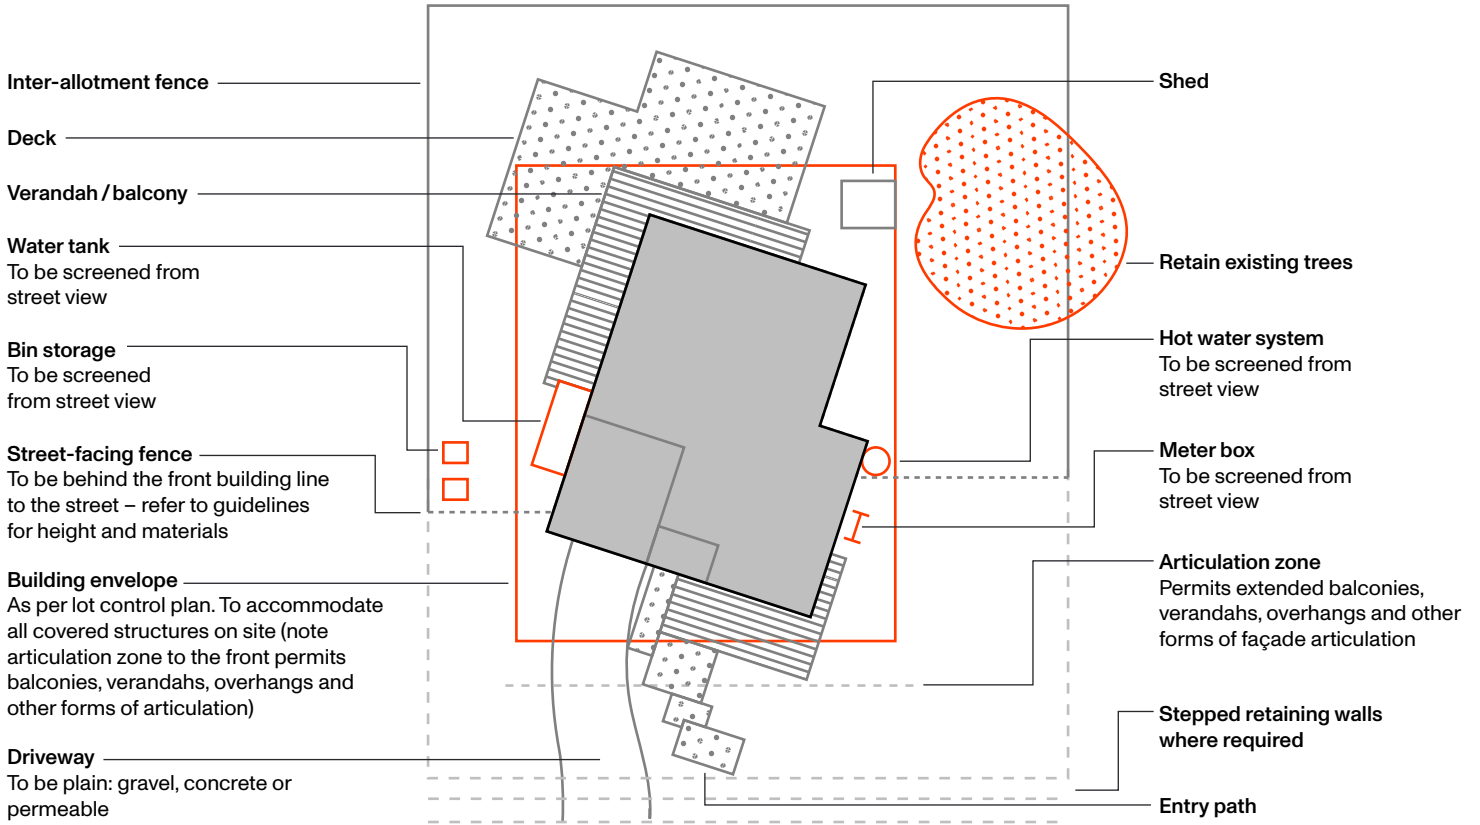 Inter-allotment fence
Deck
Verandah / balcony
Water tank
To be screened from
street view
Bin storage
To be screened
from street view
Street-facing fence
To be behind the front building line
to the street – refer to guidelines
for height and materials
Building envelope
As per lot control plan. To accommodate
all covered structures on site (note
articulation zone to the front permits
balconies, verandahs, overhangs and
other forms of articulation)
Driveway
To be plain: gravel, concrete or
permeable
Shed
Retain existing trees
Hot water system
To be screened from
street view
Meter box
To be screened from
street view
Articulation zone
Permits extended balconies,
verandahs, overhangs and other
forms of façade articulation
Stepped retaining walls
where required
Entry path